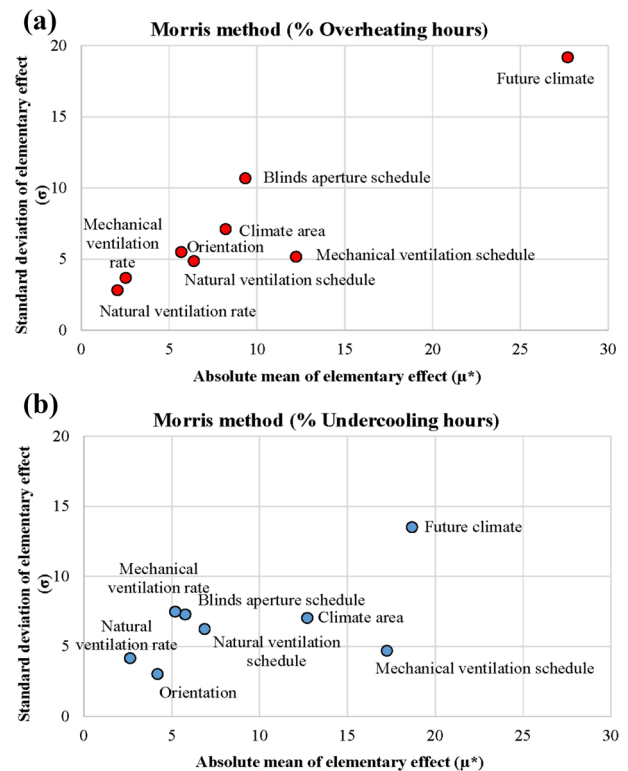 (a)
Morris method (% Overheating hours)
Standard deviation of elementary effect
(σ)
20
15
10
5
0
Future climate
Blinds aperture schedule
Mechanical
ventilation
rate
Climate area
Orientation
Mechanical ventilation schedule
Natural ventilation schedule
Natural ventilation rate
0 5 10 15 20 25 30
Absolute mean of elementary effect (μ*)
(b)
Morris method (% Undercooling hours)
Standard deviation of elementary effect
(σ)
20
15
10
5
0
Future climate
Mechanical
ventilation rate
Blinds aperture schedule
Climate area
Natural
ventilation rate
Natural ventilation
schedule
Mechanical ventilation schedule
Orientation
0 5 10 15 20 25 30
Absolute mean of elementary effect (μ*)